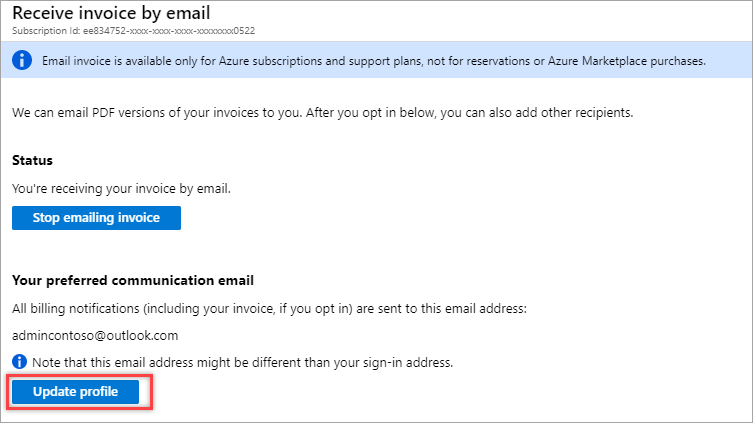 Receive invoice by email
Subscription Id: ee834752-xxxx-xxxx-xxxx-xxxxxxxx0522
Email invoice is available only for Azure subscriptions and support plans, not for reservations or Azure Marketplace purchases.
We can email PDF versions of your invoices to you. After you opt in below, you can also add other recipients.
Status
You're receiving your invoice by email.
Stop emailing invoice
Your preferred communication email
All billing notifications (including your invoice, if you opt in) are sent to this email address:
admincontoso@outlook.com
Note that this email address might be different than your sign-in address.
Update profile